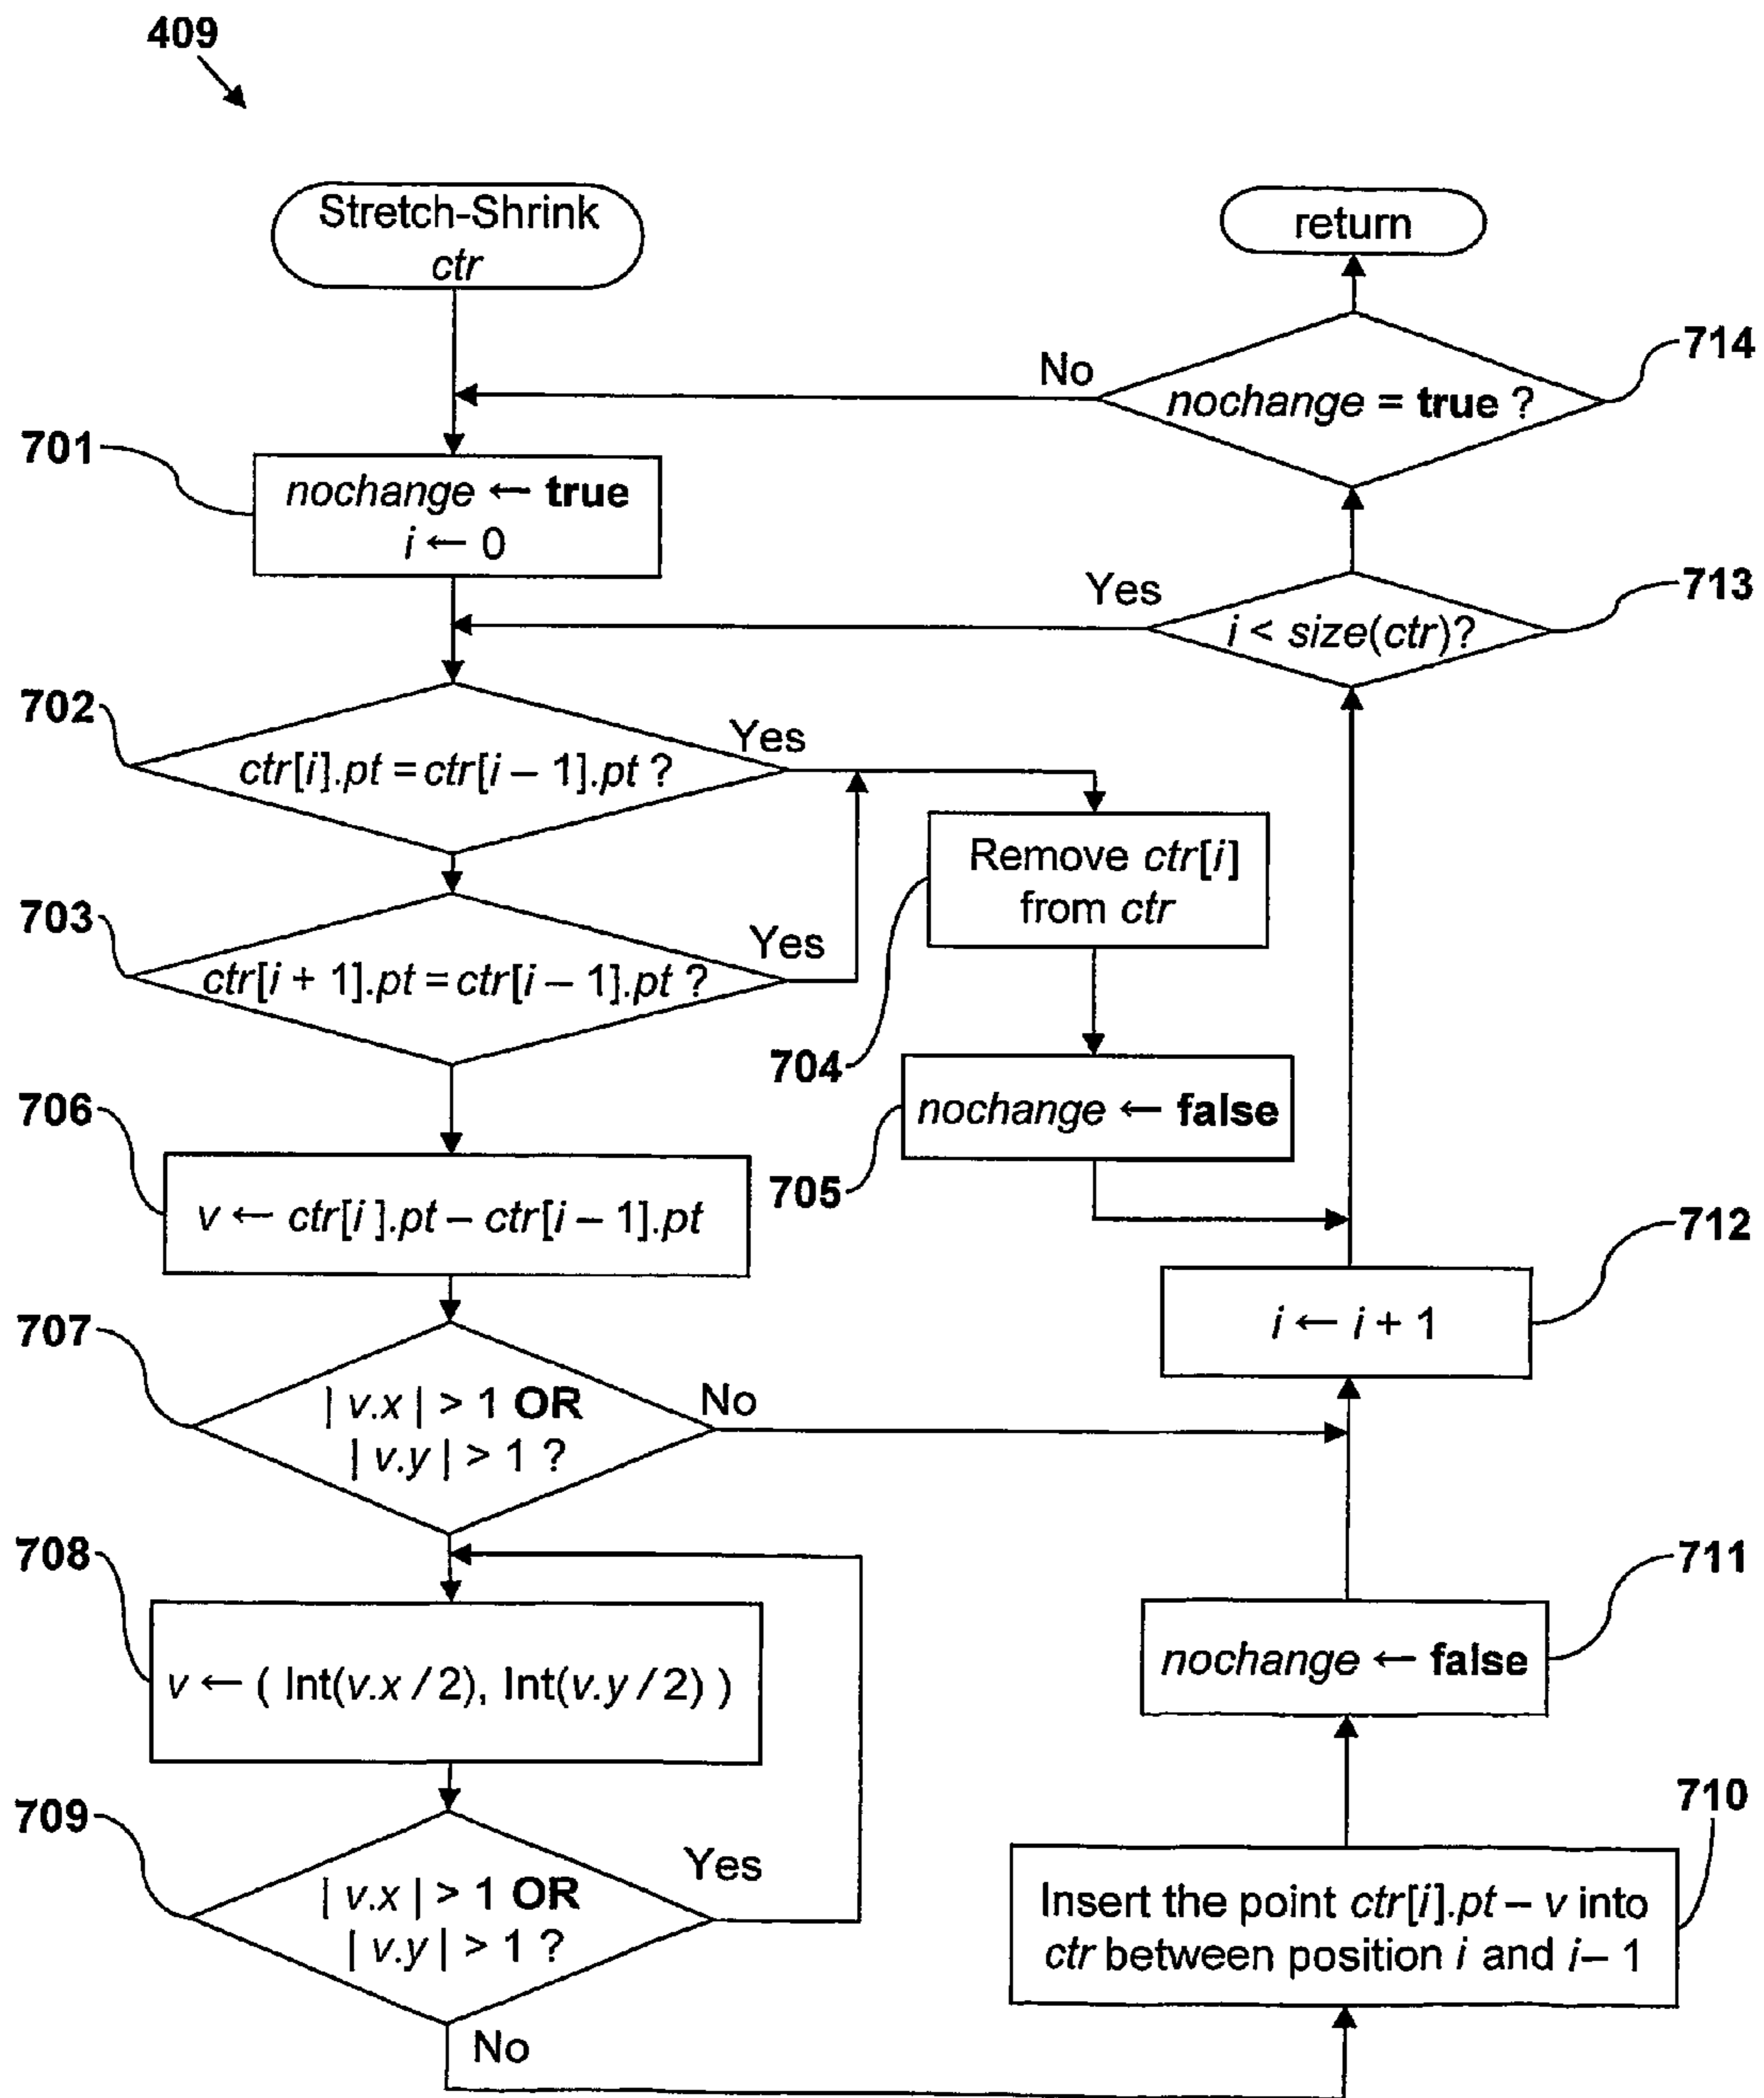 409
Stretch-Shrink
ctr
return
714
No
nochange = true ?
701
nochange ← true
i ← 0
713
Yes
i < size(ctr)?
702
Yes
ctr[i].pt = ctr[i – 1].pt ?
704
Remove ctr[i]
from ctr
703
Yes
ctr[i + 1].pt = ctr[i – 1].pt ?
705
nochange ← false
706
v ← ctr[i ].pt – ctr[i – 1].pt
712
i ← i + 1
707
| v.x | > 1 OR
| v.y | > 1 ?
No
708
v ← ( Int(v.x / 2), Int(v.y / 2) )
711
nochange ← false
709
| v.x | > 1 OR
| v.y | > 1 ?
Yes
No
710
Insert the point ctr[i].pt – v into
ctr between position i and i– 1